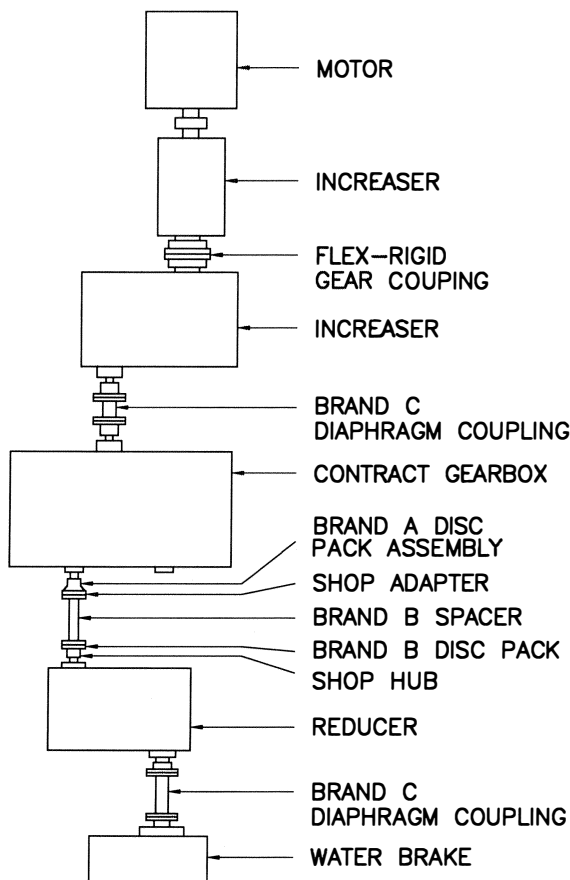 MOTOR
INCREASER
FLEX-RIGID
GEAR COUPING
INCREASER
BRAND C
DIAPHRAGM COUPLING
CONTRACT GEARBOX
BRAND A DISC
PACK ASSEMBLY
SHOP ADAPTER
BRAND B SPACER
BRAND B DISC PACK
SHOP HUB
REDUCER
BRAND C
DIAPHRAGM COUPLING
WATER BRAKE